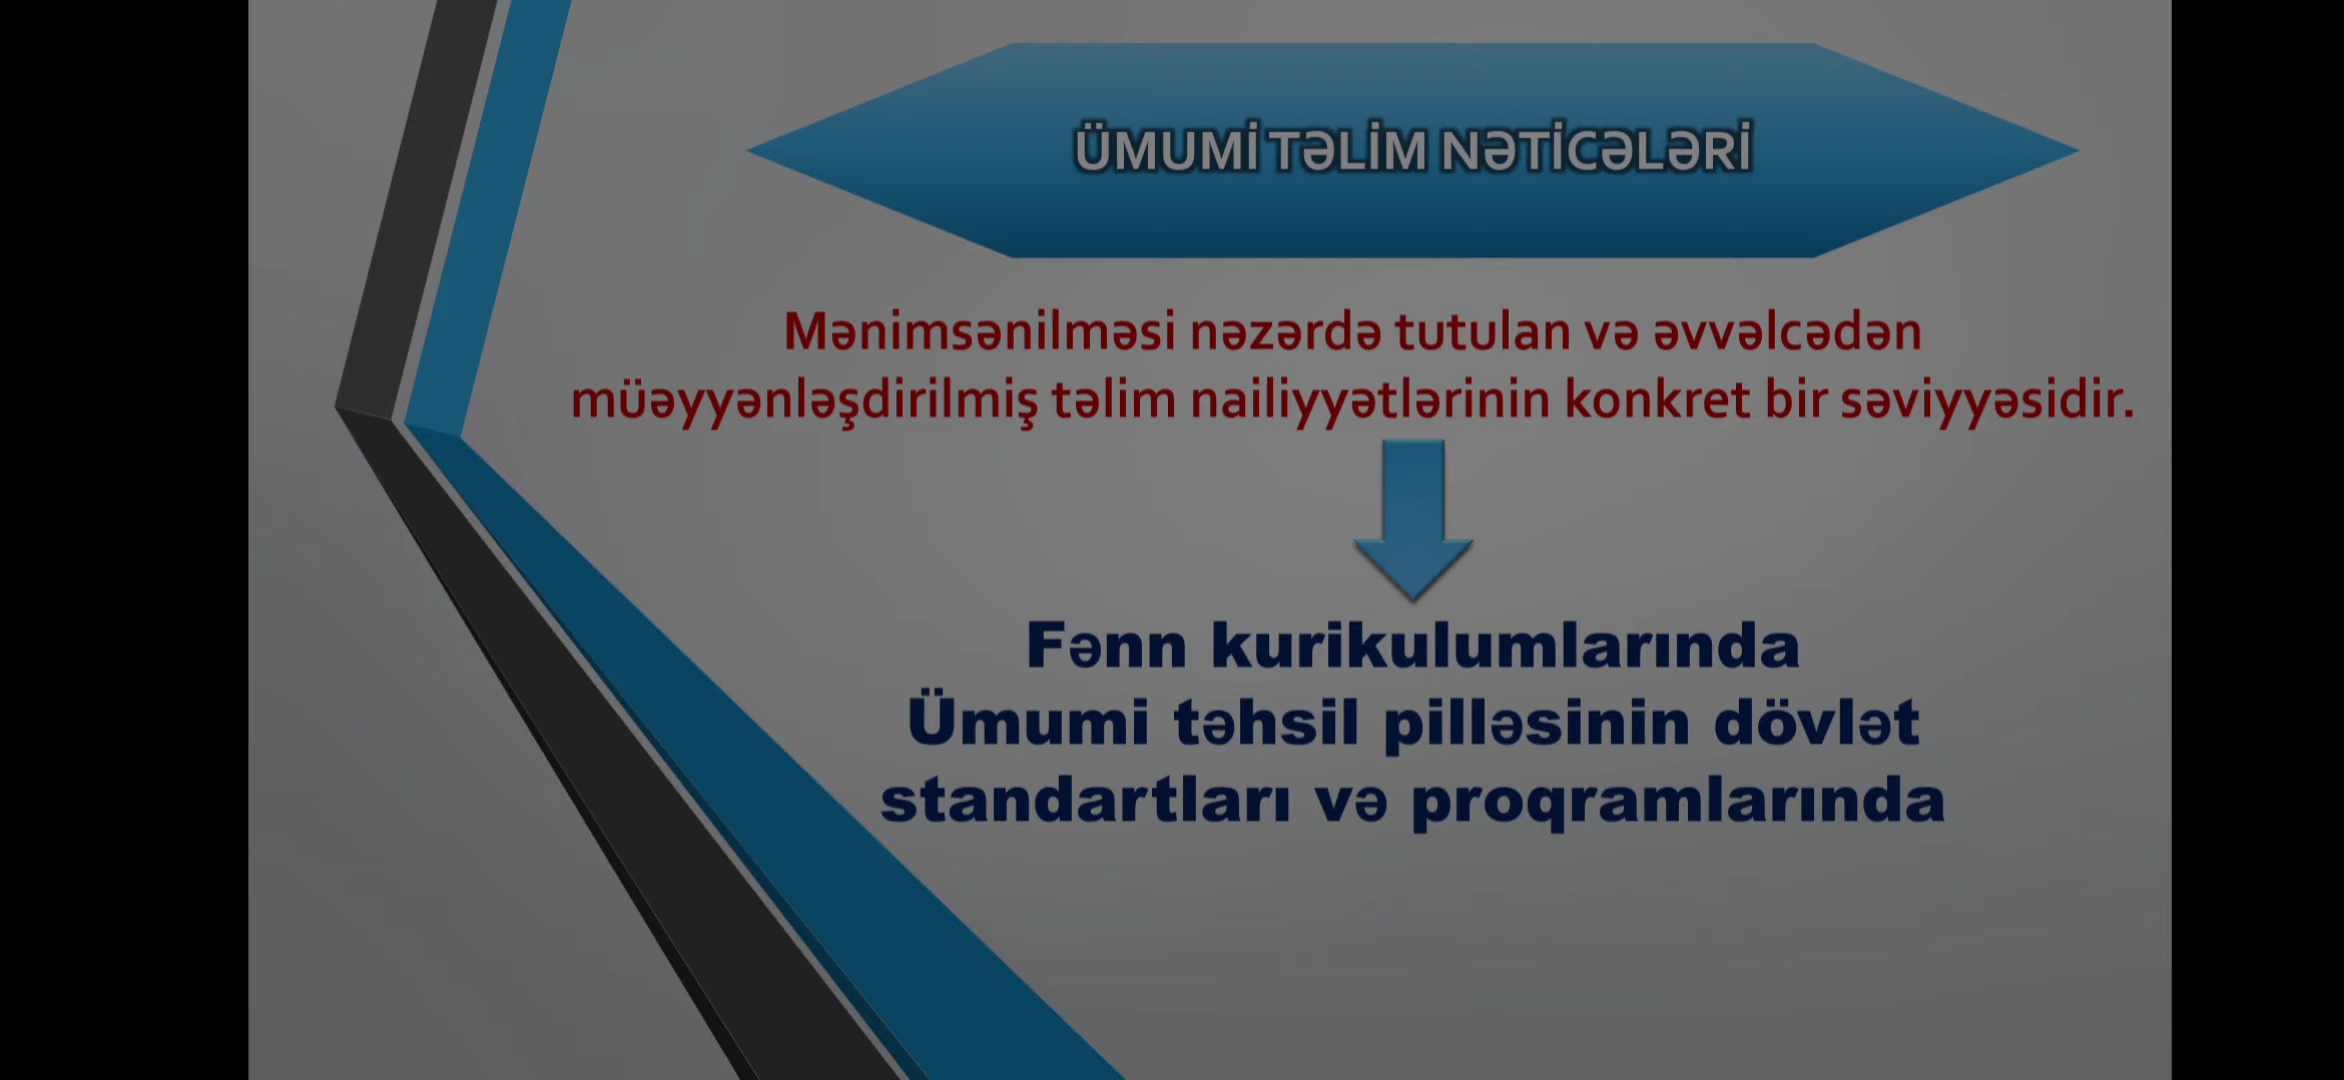 ÜMUMİ TƏLİM NƏTİCƏLƏRİ
Mənimsənilməsi nəzərdə tutulan və əvvəlcədən
müəyyənləşdirilmiş təlim nailiyyətlərinin konkret bir səviyyəsidir.
Fənn kurikulumlarında
Ümumi təhsil pilləsinin dövlət
standartları və proqramlarında